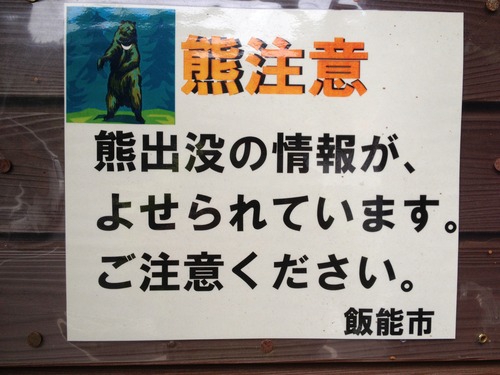 熊注意
熊出没の情報が、
よせられています。
ご注意ください。
飯能市